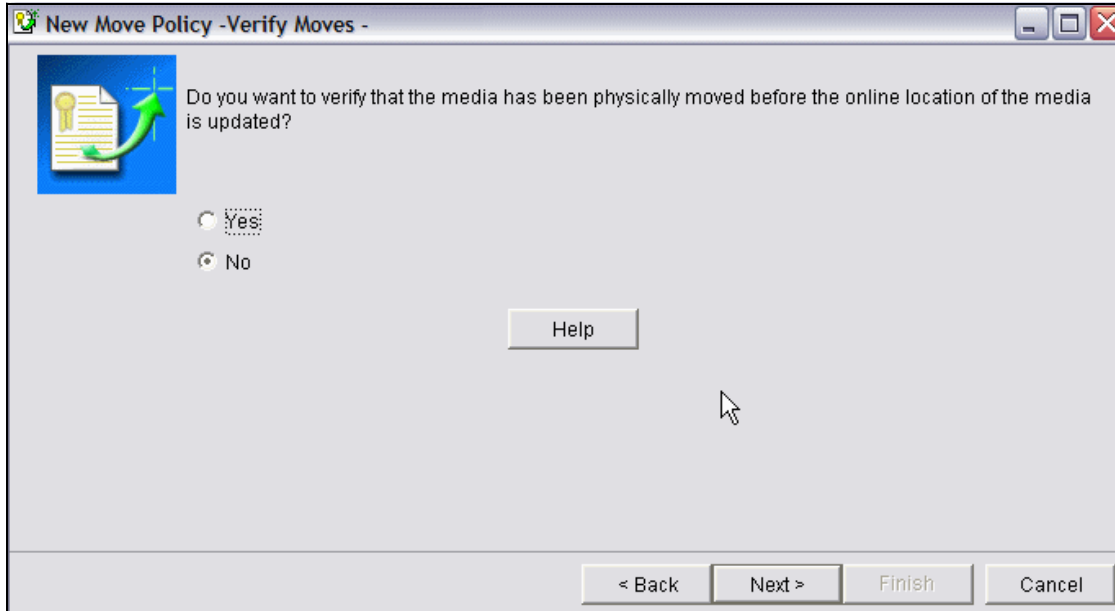 New Move Policy -Verify Moves -
Do you want to verify that the media has been physically moved before the online location of the media
is updated?
Yes
No
Help
< Back Next > Finish Cancel